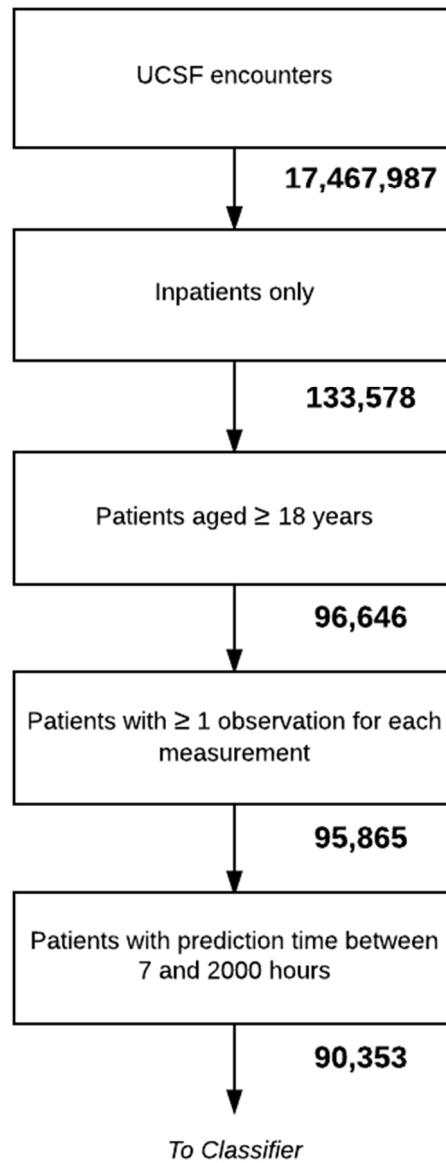 UCSF encounters
17,467,987
Inpatients only
133,578
Patients aged ≥ 18 years
96,646
Patients with ≥ 1 observation for each
measurement
95,865
Patients with prediction time between
7 and 2000 hours
90,353
To Classifier